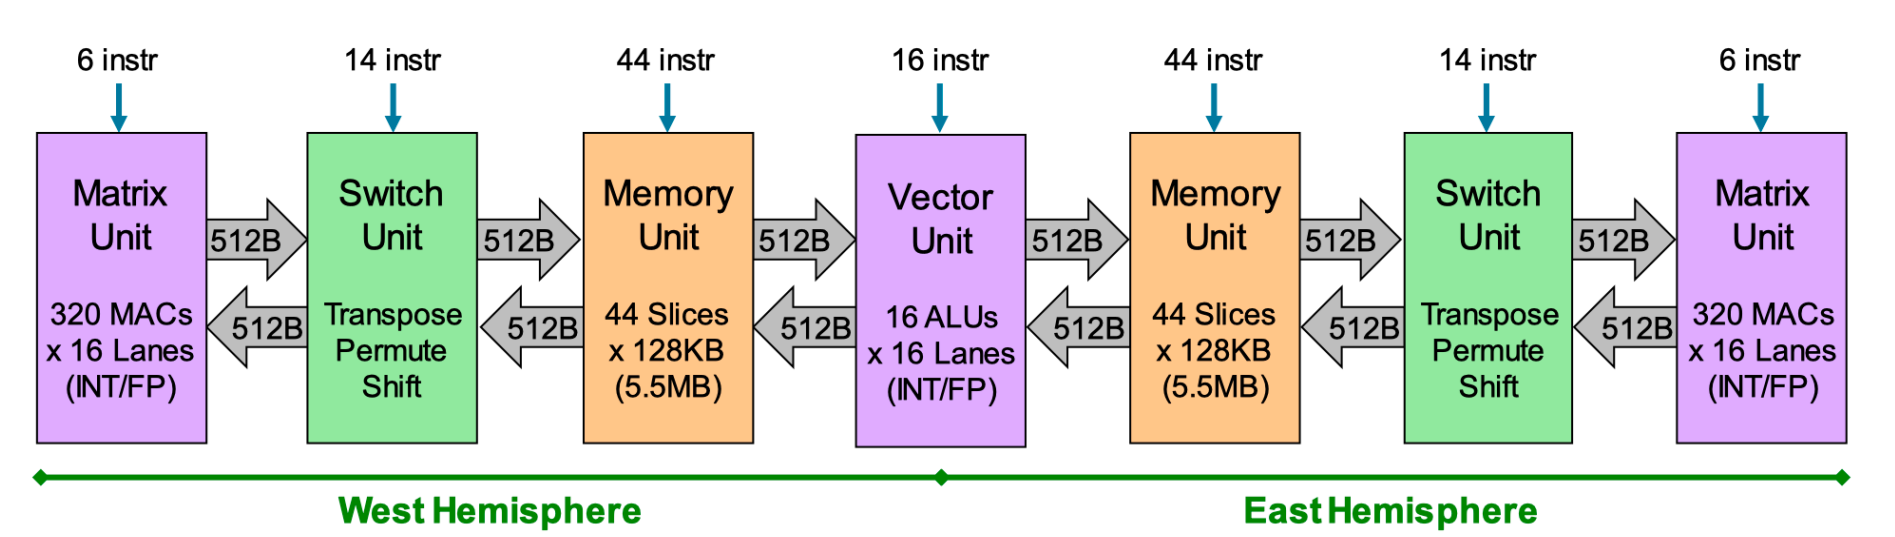 6 instr
14 instr
44 instr
16 instr
44 instr
14 instr
6 instr
Matrix
Unit
320 MACs
x 16 Lanes
(INT/FP)
512B
512B
Switch
Unit
Transpose
Permute
Shift
512B
512B
Memory
Unit
44 Slices
x 128KB
(5.5MB)
512B
512B
Vector
Unit
16 ALUs
x 16 Lanes
(INT/FP)
512B
512B
Memory
Unit
44 Slices
x 128KB
(5.5MB)
512B
512B
Switch
Unit
Transpose
Permute
Shift
512B
512B
Matrix
Unit
320 MACs
x 16 Lanes
(INT/FP)
West Hemisphere
East Hemisphere